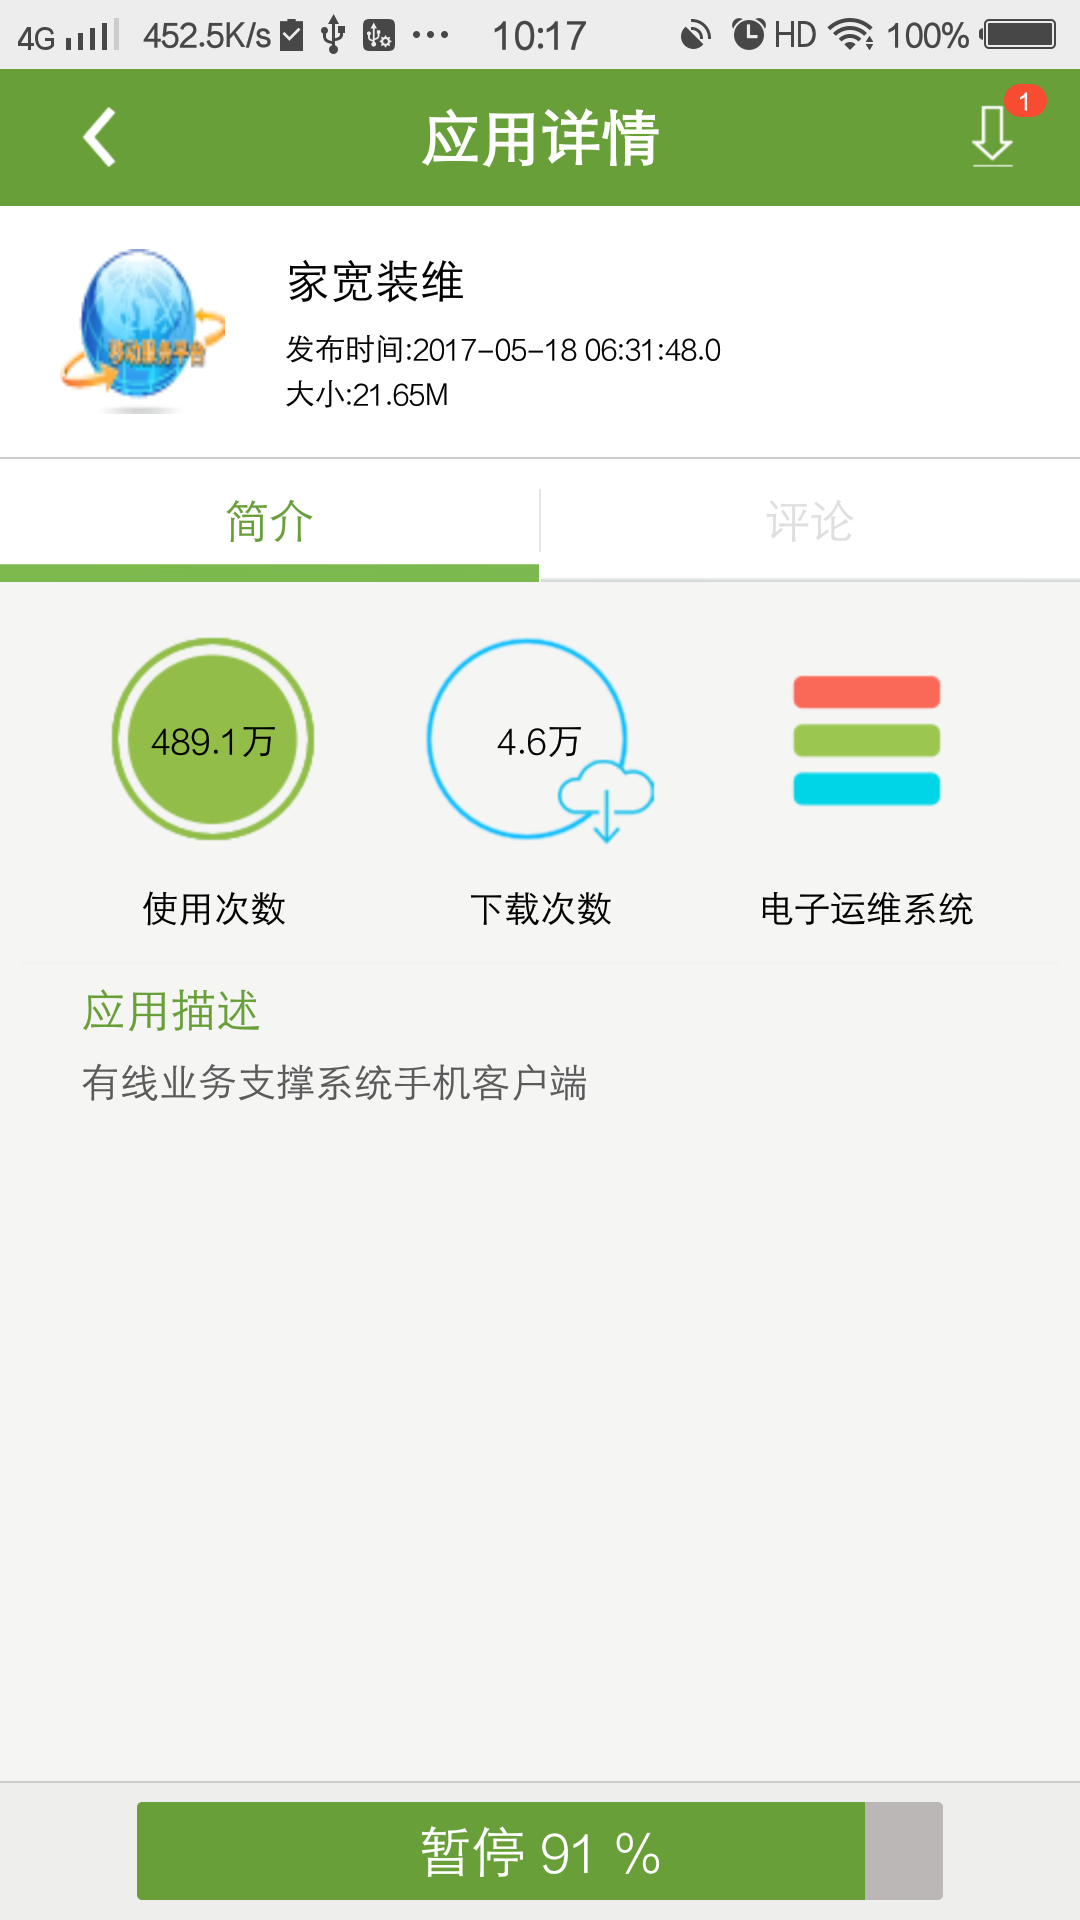 4G 452.5K/s 10:17 HD 100%
应用详情
1
移动服务平台
家宽装维
发布时间:2017-05-18 06:31:48.0
大小:21.65M
简介 评论
489.1万 4.6万
使用次数 下载次数 电子运维系统
应用描述
有线业务支撑系统手机客户端
暂停 91 %